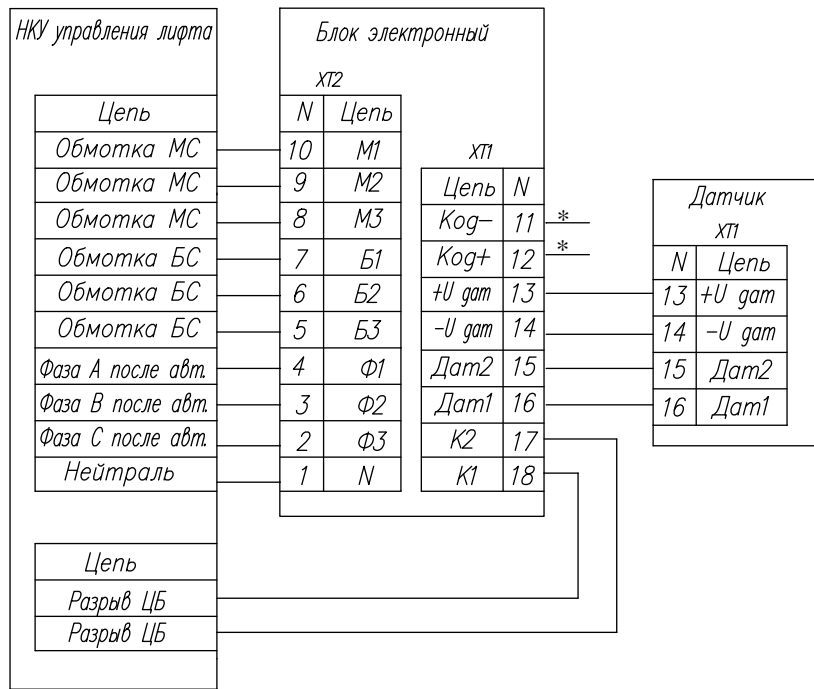 НКУ управления лифта
Цепь
Обмотка МС
Обмотка МС
Обмотка МС
Обмотка БС
Обмотка БС
Обмотка БС
Фаза А после авт.
Фаза В после авт.
Фаза С после авт.
Нейтраль
Цепь
Разрыв ЦБ
Разрыв ЦБ
Блок электронный
XT2
N Цепь
10 М1
9 М2
8 М3
7 Б1
6 Б2
5 Б3
4 Ф1
3 Ф2
2 Ф3
1 N
XT1
Цепь N
Код- 11 *
Код+ 12 *
+U дат 13
-U дат 14
Дат2 15
Дат1 16
К2 17
К1 18
Датчик
XT1
N Цепь
13 +U дат
14 -U дат
15 Дат2
16 Дат1